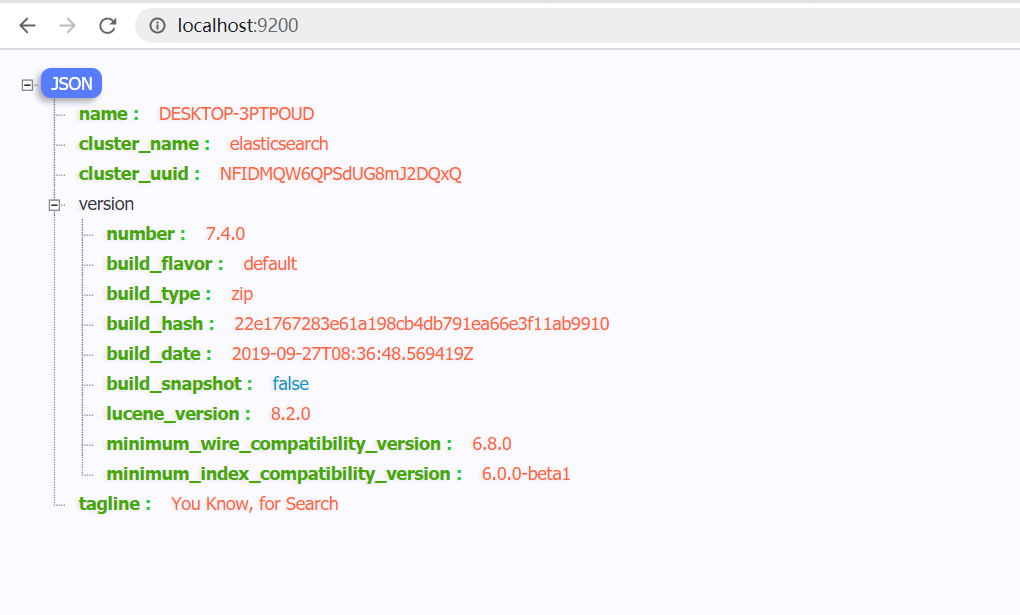 localhost:9200
JSON
name : DESKTOP-3PTPOUD
cluster_name : elasticsearch
cluster_uuid : NFIDMQW6QPSdUG8mJ2DQxQ
version
number : 7.4.0
build_flavor : default
build_type : zip
build_hash : 22e1767283e61a198cb4db791ea66e3f11ab9910
build_date : 2019-09-27T08:36:48.569419Z
build_snapshot : false
lucene_version : 8.2.0
minimum_wire_compatibility_version : 6.8.0
minimum_index_compatibility_version : 6.0.0-beta1
tagline : You Know, for Search